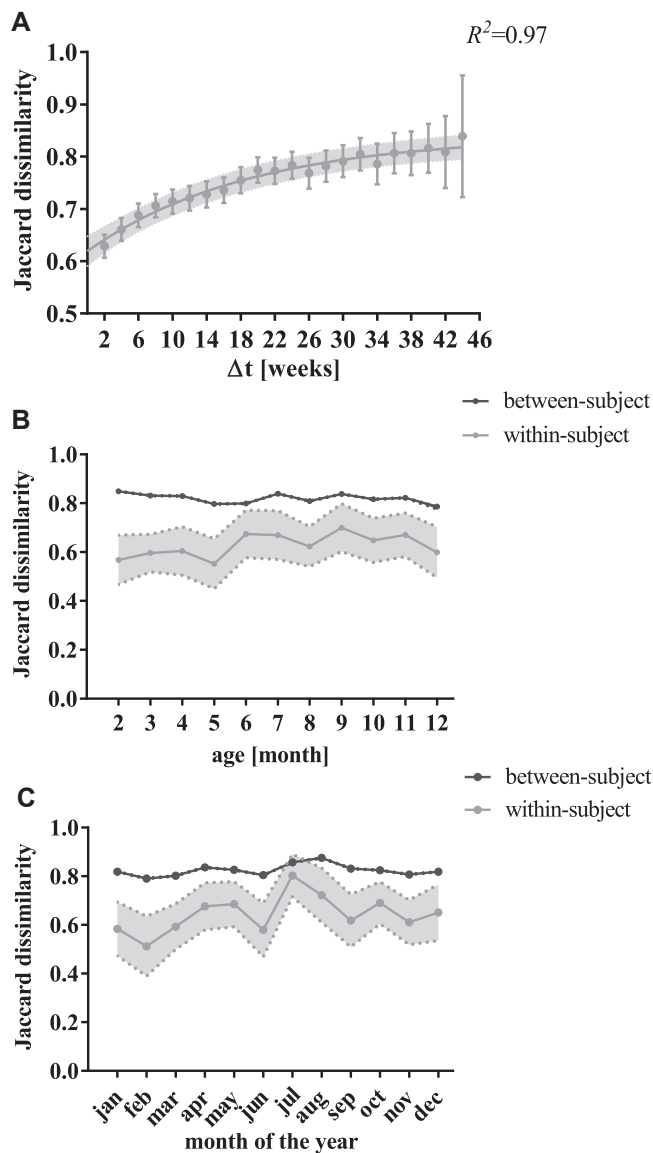 A
R²=0.97
Jaccard dissimilarity
1.0
0.9
0.8
0.7
0.6
0.5
2 6 10 14 18 22 26 30 34 38 42 46
Δt [weeks]
between-subject
within-subject
B
Jaccard dissimilarity
1.0
0.8
0.6
0.4
0.2
0.0
2 3 4 5 6 7 8 9 10 11 12
age [month]
between-subject
within-subject
C
Jaccard dissimilarity
1.0
0.8
0.6
0.4
0.2
0.0
jan feb mar apr may jun jul aug sep oct nov dec
month of the year